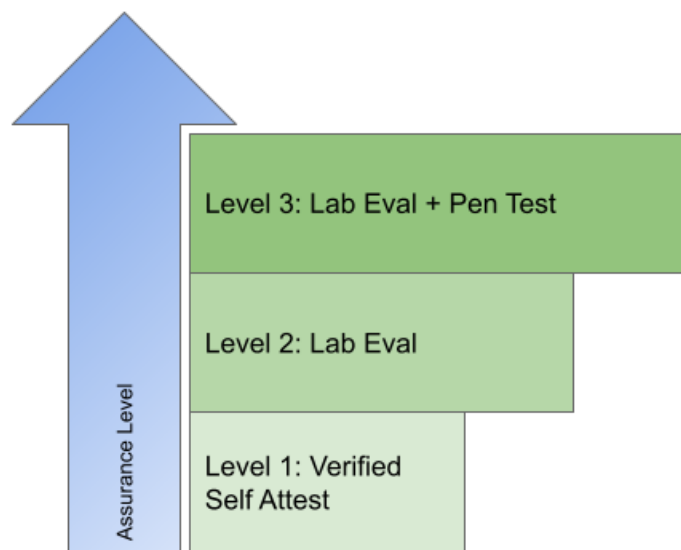 Level 3: Lab Eval + Pen Test
Level 2: Lab Eval
Level 1: Verified
Self Attest
Assurance Level